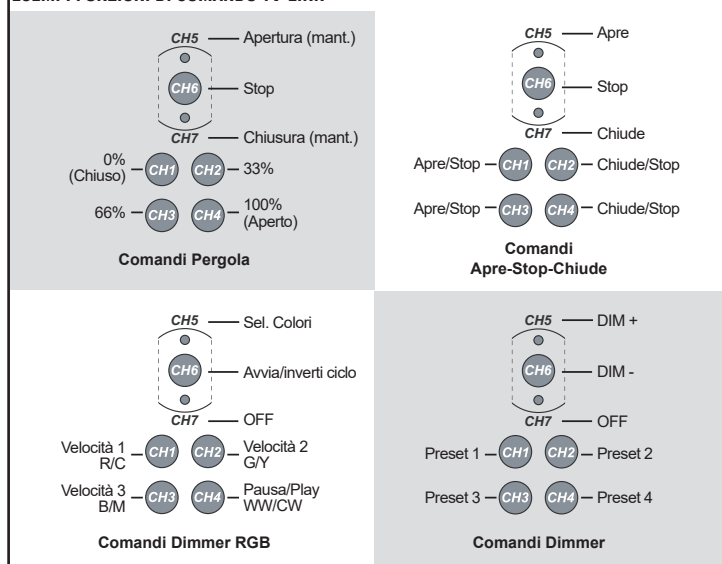 CH5 Apertura (mant.)
CH6 Stop
CH7 Chiusura (mant.)
0%
(Chiuso)
CH1 CH2 33%
66% CH3 CH4 100%
(Aperto)
Comandi Pergola
CH5 Apre
CH6 Stop
CH7 Chiude
Apre/Stop CH1 CH2 Chiude/Stop
Apre/Stop CH3 CH4 Chiude/Stop
Comandi
Apre-Stop-Chiude
CH5 Sel. Colori
CH6 Avvia/inverti ciclo
CH7 OFF
Velocità 1
R/C
CH1 CH2
Velocità 2
G/Y
Velocità 3
B/M
CH3 CH4
Pausa/Play
WW/CW
Comandi Dimmer RGB
CH5 DIM +
CH6 DIM -
CH7 OFF
Preset 1 CH1 CH2 Preset 2
Preset 3 CH3 CH4 Preset 4
Comandi Dimmer